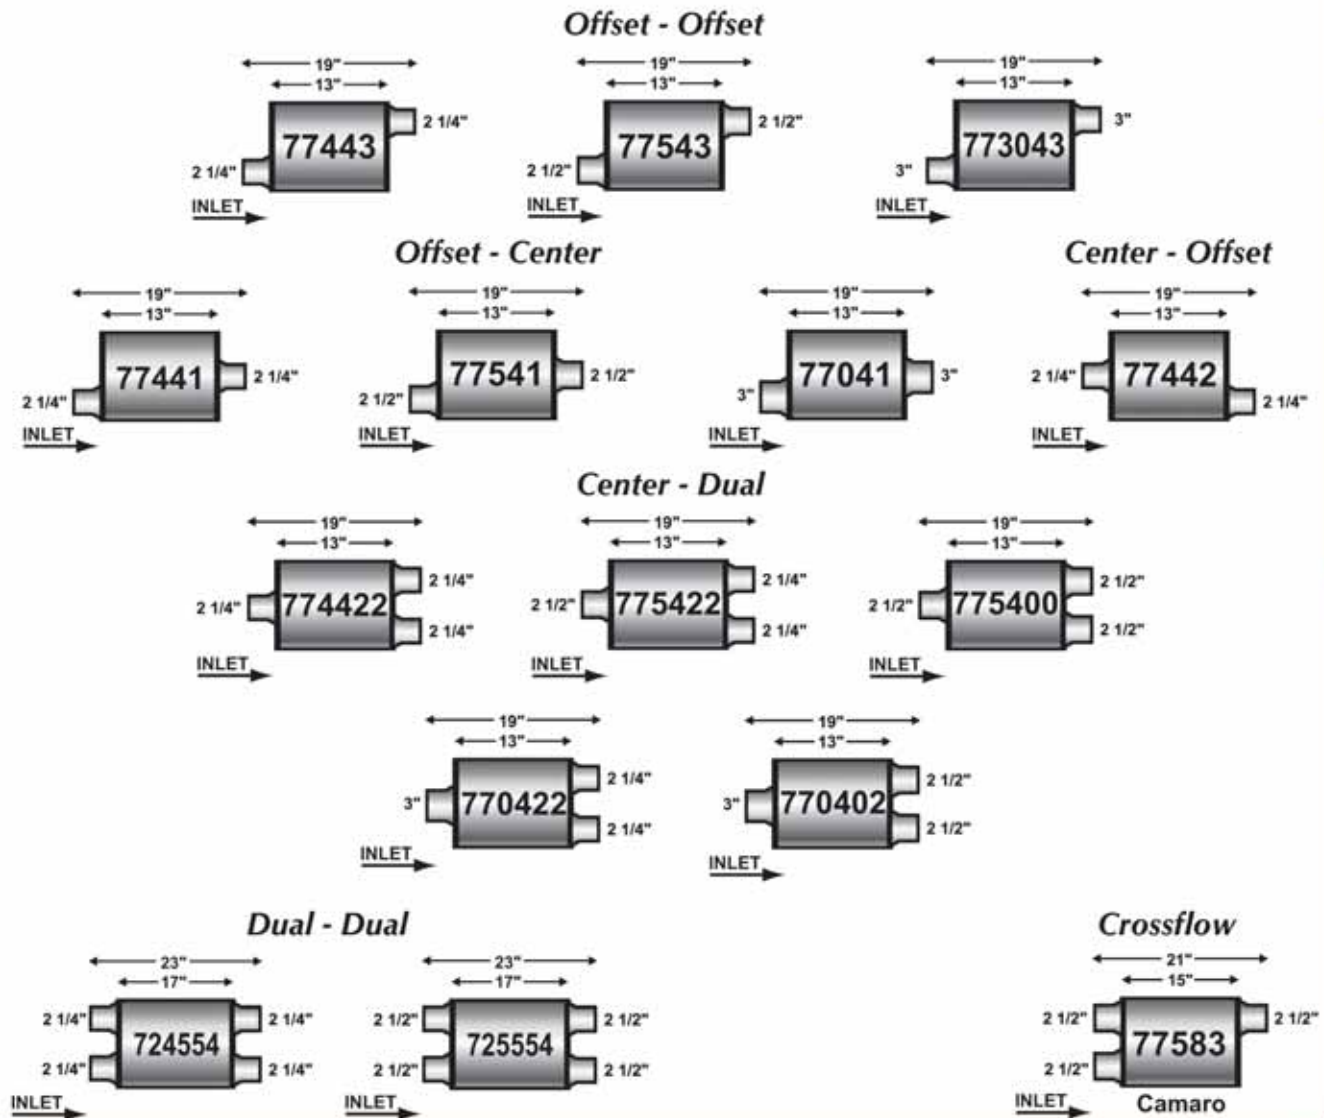 Offset - Offset
19" 19" 19"
13" 13" 13"
2 1/4" 2 1/2" 3"
77443 77543 773043
2 1/4" 2 1/2" 3"
INLET INLET INLET
Offset - Center Center - Offset
19" 19" 19" 19"
13" 13" 13" 13"
77441 2 1/4" 77541 2 1/2" 77041 3" 2 1/4" 77442
2 1/4" 2 1/2" 3" 2 1/4"
INLET INLET INLET INLET
Center - Dual
19" 19" 19"
13" 13" 13"
2 1/4" 2 1/4" 2 1/2"
2 1/4" 774422 2 1/2" 775422 2 1/2" 775400
2 1/4" 2 1/4" 2 1/2"
INLET INLET INLET
19" 19"
13" 13"
2 1/4" 2 1/2"
3" 770422 3" 770402
2 1/4" 2 1/2"
INLET INLET
Dual - Dual Crossflow
23" 23" 21"
17" 17" 15"
2 1/4" 2 1/4" 2 1/2" 2 1/2" 2 1/2" 2 1/2"
724554 725554 77583
2 1/4" 2 1/4" 2 1/2" 2 1/2" 2 1/2"
INLET INLET INLET Camaro